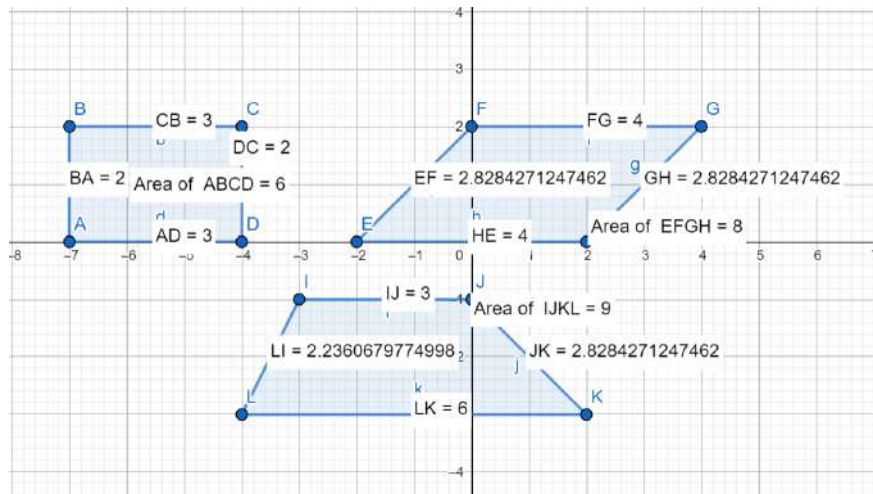 4
3
B
CB = 3
C
F
FG = 4
G
2
DC = 2
BA = 2
Area of ABCD = 6
EF = 2.8284271247462
g
GH = 2.8284271247462
A
d
D
E
h
Area of EFGH = 8
AD = 3
HE = 4
–8
–7
–6
–5
–4
–3
–2
–1
0
1
2
3
4
5
6
I
IJ = 3
J
Area of IJKL = 9
LI = 2.2360679774998
JK = 2.8284271247462
j
L
k
LK = 6
K
–4